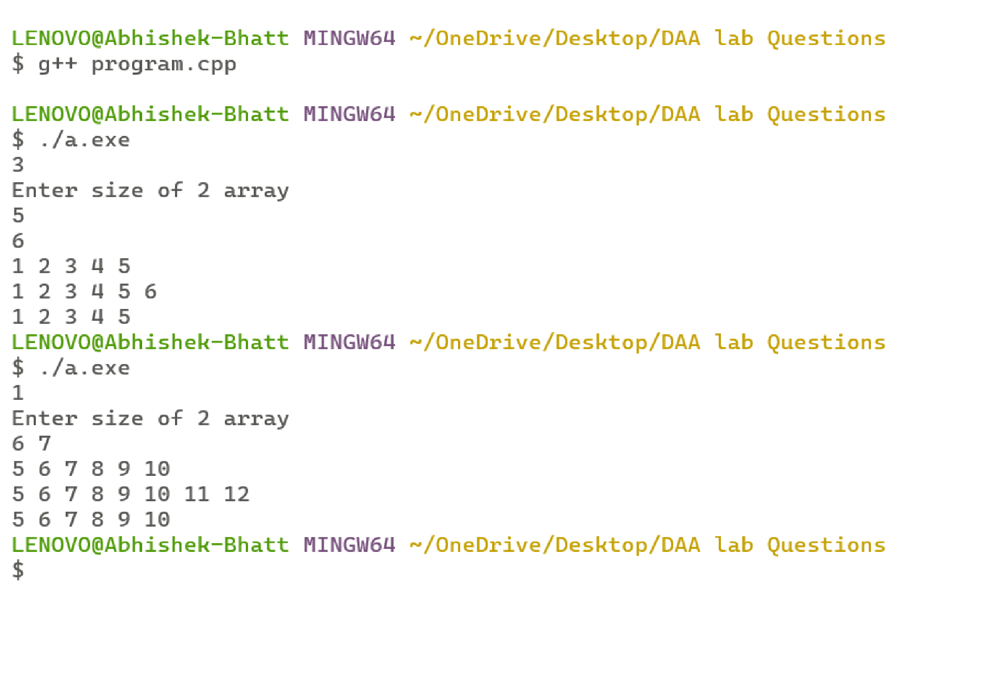 LENOVO@Abhishek-Bhatt MINGW64 ~/OneDrive/Desktop/DAA lab Questions
$ g++ program.cpp
LENOVO@Abhishek-Bhatt MINGW64 ~/OneDrive/Desktop/DAA lab Questions
$ ./a.exe
3
Enter size of 2 array
5
6
1 2 3 4 5
1 2 3 4 5 6
1 2 3 4 5
LENOVO@Abhishek-Bhatt MINGW64 ~/OneDrive/Desktop/DAA lab Questions
$ ./a.exe
1
Enter size of 2 array
6 7
5 6 7 8 9 10
5 6 7 8 9 10 11 12
5 6 7 8 9 10
LENOVO@Abhishek-Bhatt MINGW64 ~/OneDrive/Desktop/DAA lab Questions
$